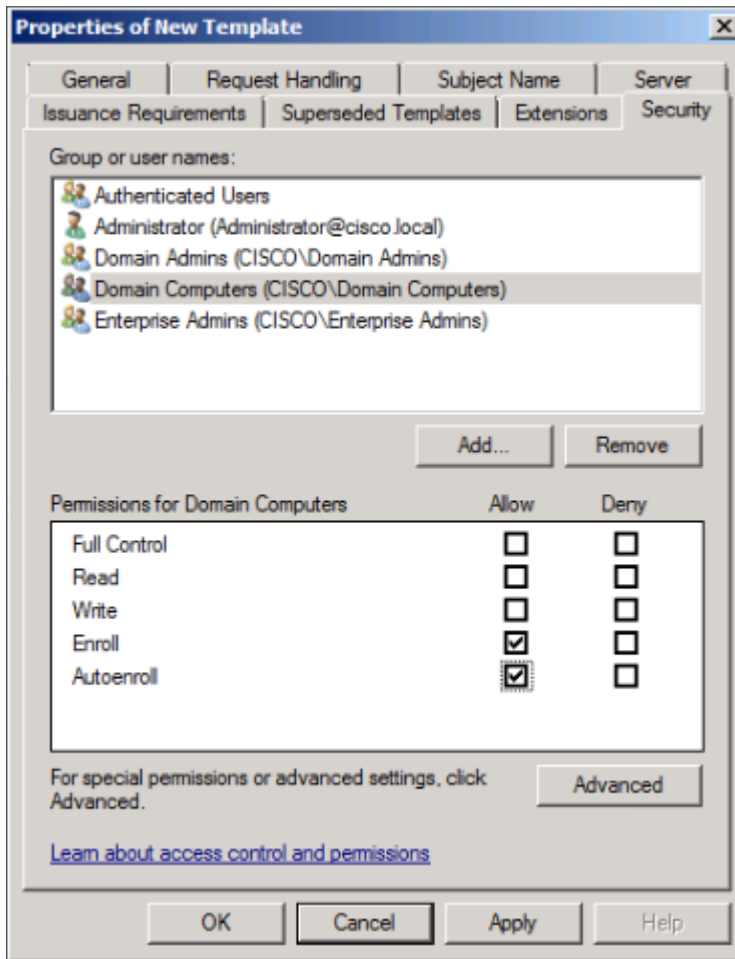 Properties of New Template
General Request Handling Subject Name Server
Issuance Requirements Superseded Templates Extensions Security
Group or user names:
Authenticated Users
Administrator (Administrator@cisco.local)
Domain Admins (CISCO\Domain Admins)
Domain Computers (CISCO\Domain Computers)
Enterprise Admins (CISCO\Enterprise Admins)
Add... Remove
Permissions for Domain Computers Allow Deny
Full Control
Read
Write
Enroll
Autoenroll
For special permissions or advanced settings, click
Advanced.
Advanced
Learn about access control and permissions
OK Cancel Apply Help